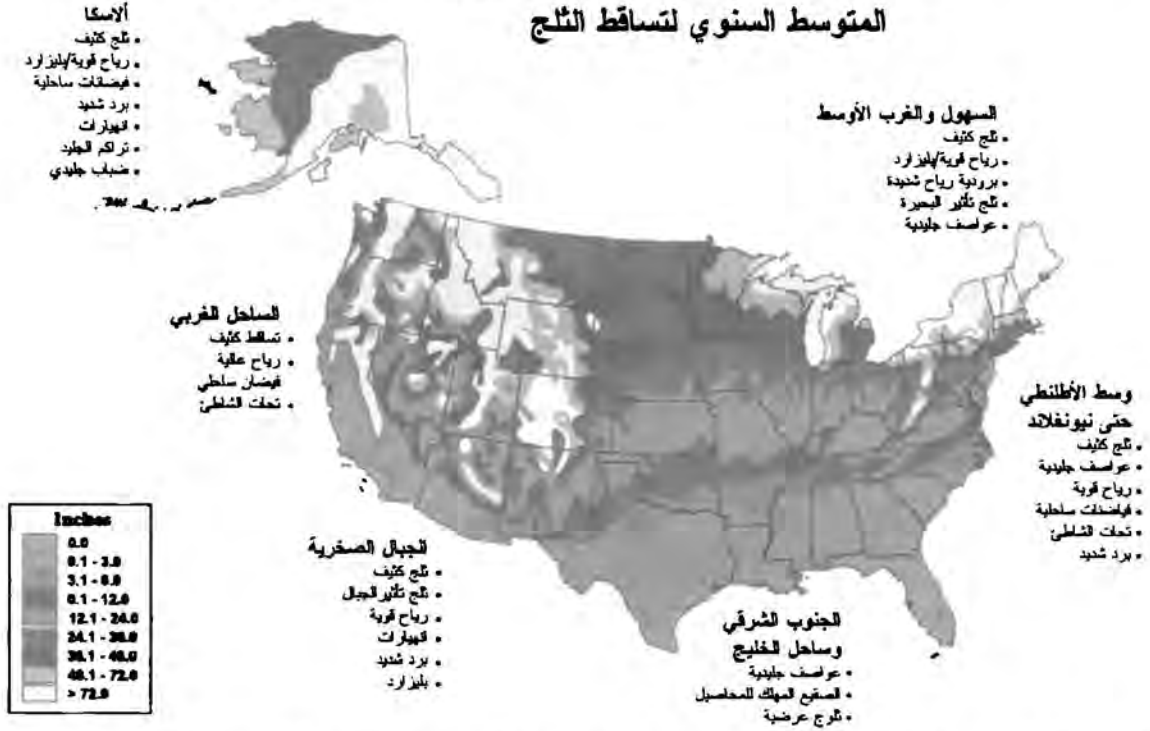 المتوسط السنوي لتساقط الثلج
ألاسكا
• ثلج كثيف
• رياح قوية/بليزارد
• فيضانات ساحلية
• برد شديد
• انهيارات
• تراكم الجليد
• ضباب جليدي
السهول والغرب الأوسط
• ثلج كثيف
• رياح قوية/بليزارد
• برودية رياح شديدة
• ثلج تأثير البحيرة
• عواصف جليدية
الساحل الغربي
• تساقط كثيف
• رياح عالية
فيضان ساحلي
• تحات الشاطئ
وسط الأطلنطي
حتى نيونغلاند
• ثلج كثيف
• عواصف جليدية
• رياح قوية
• فياضنات ساحلية
• تحات الشاطئ
• برد شديد
الجبال الصخرية
• ثلج كثيف
• ثلج تأثير الجبال
• رياح قوية
• انهيارات
• برد شديد
• بليزارد
الجنوب الشرقي
وساحل الخليج
• عواصف جليدية
• الصقيع المهلك للمحاصيل
• ثلوج عرضية
Inches
0.0
0.1 - 3.0
3.1 - 6.0
6.1 - 12.0
12.1 - 24.0
24.1 - 36.0
36.1 - 48.0
48.1 - 72.0
> 72.0